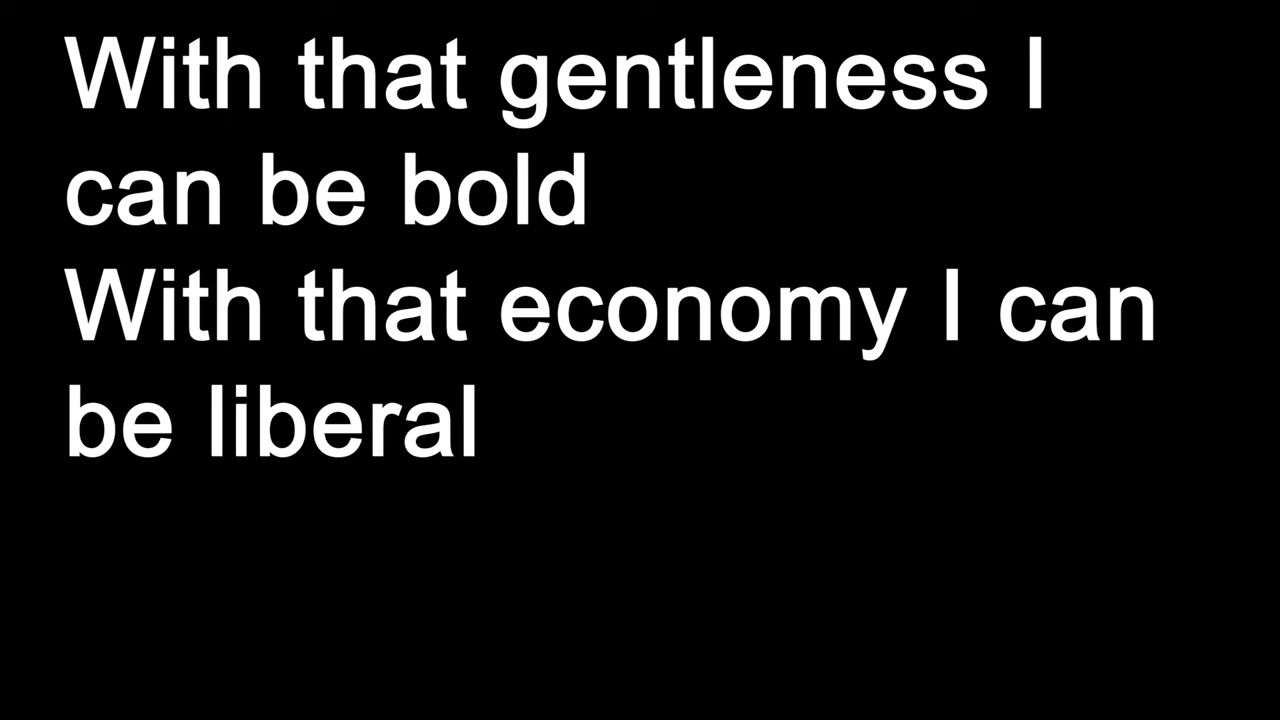 With that gentleness I
can be bold
With that economy I can
be liberal